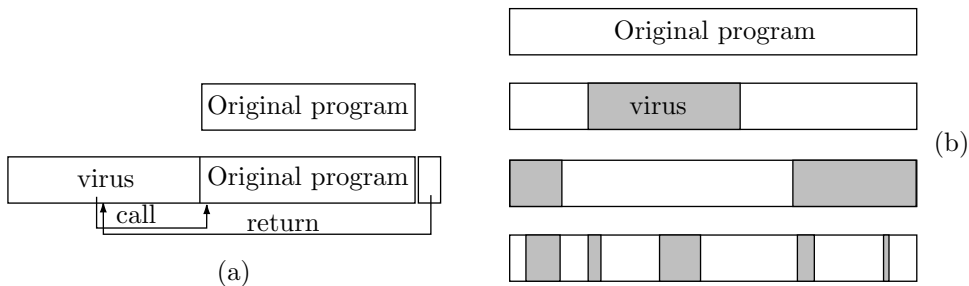 Original program
virus
Original program
call
return
(a)
Original program
virus
(b)